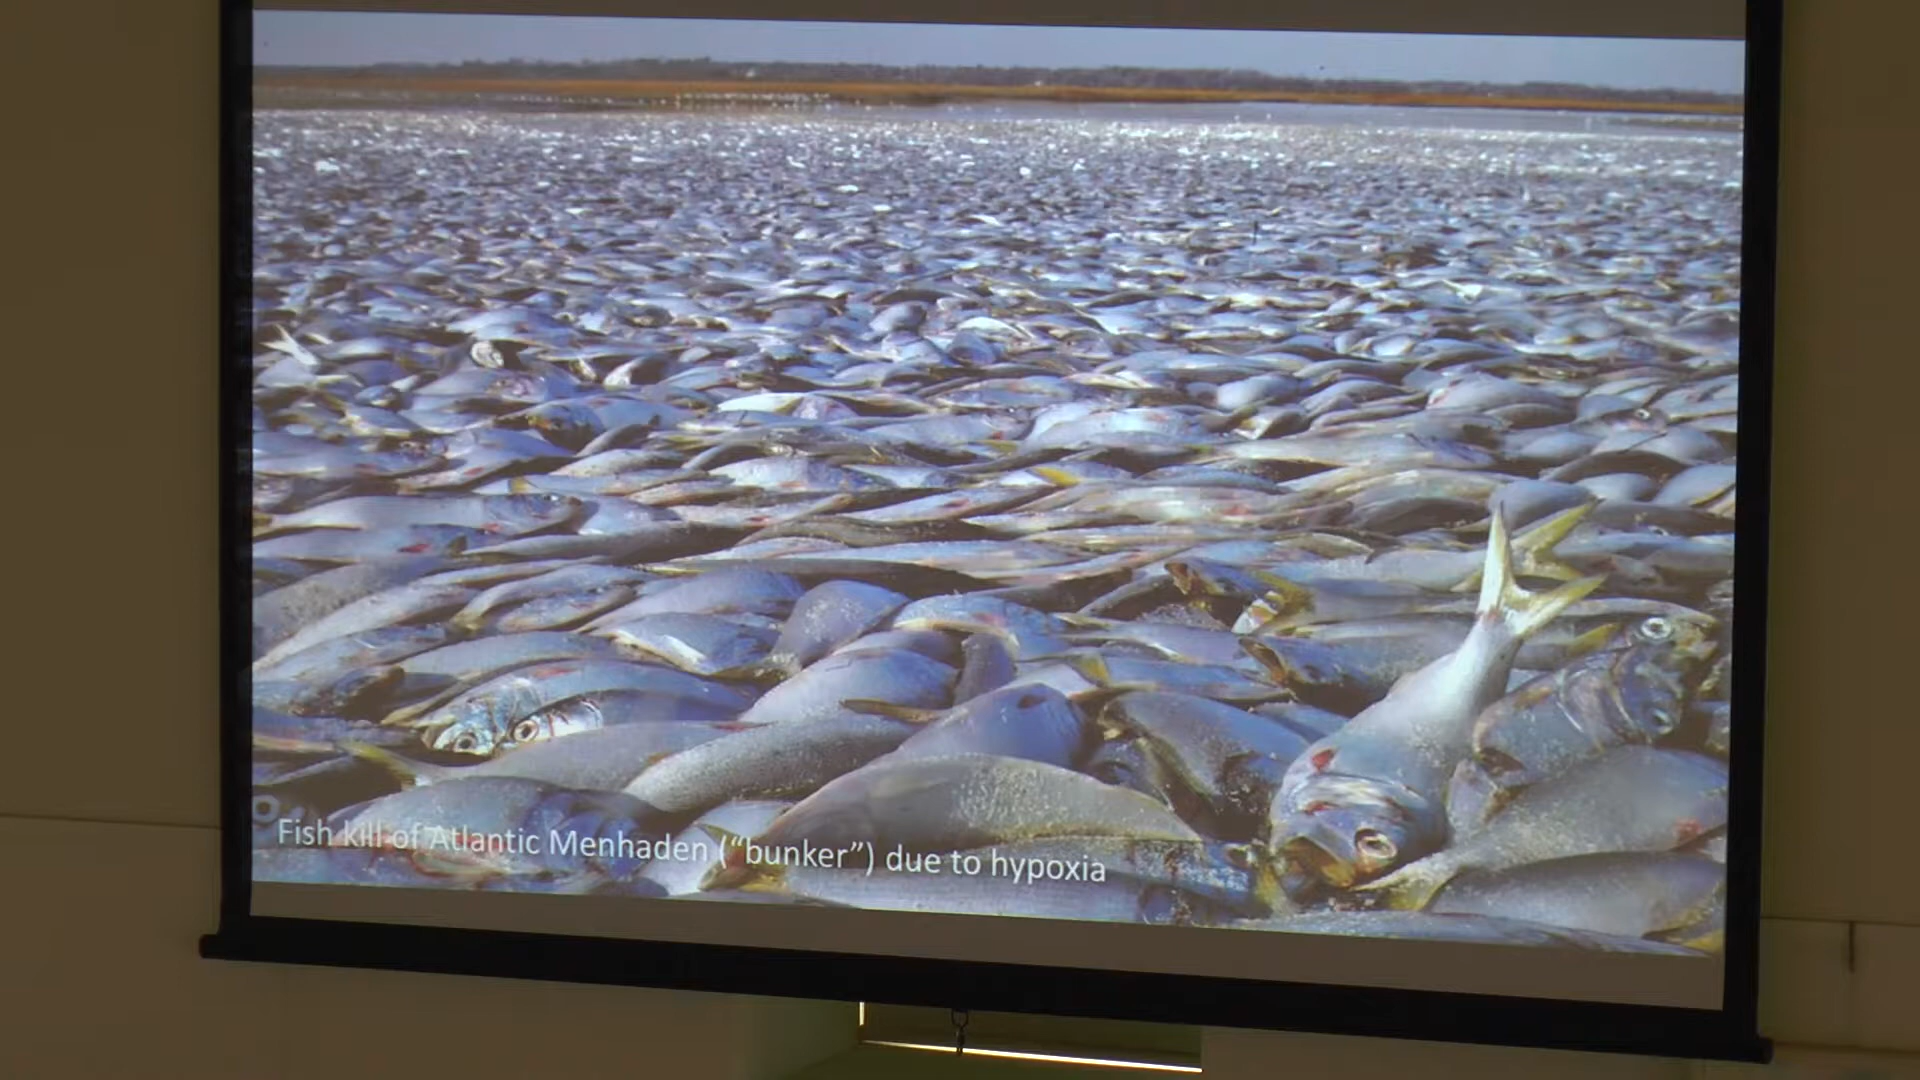 Fish kill of Atlantic Menhaden (“bunker”) due to hypoxia